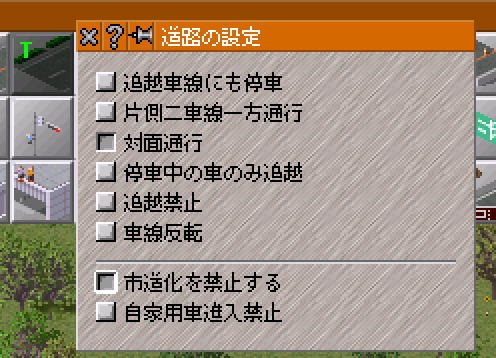 道路の設定
追越車線にも停車
片側二車線一方通行
対面通行
停車中の車のみ追越
追越禁止
車線反転
市道化を禁止する
自家用車進入禁止